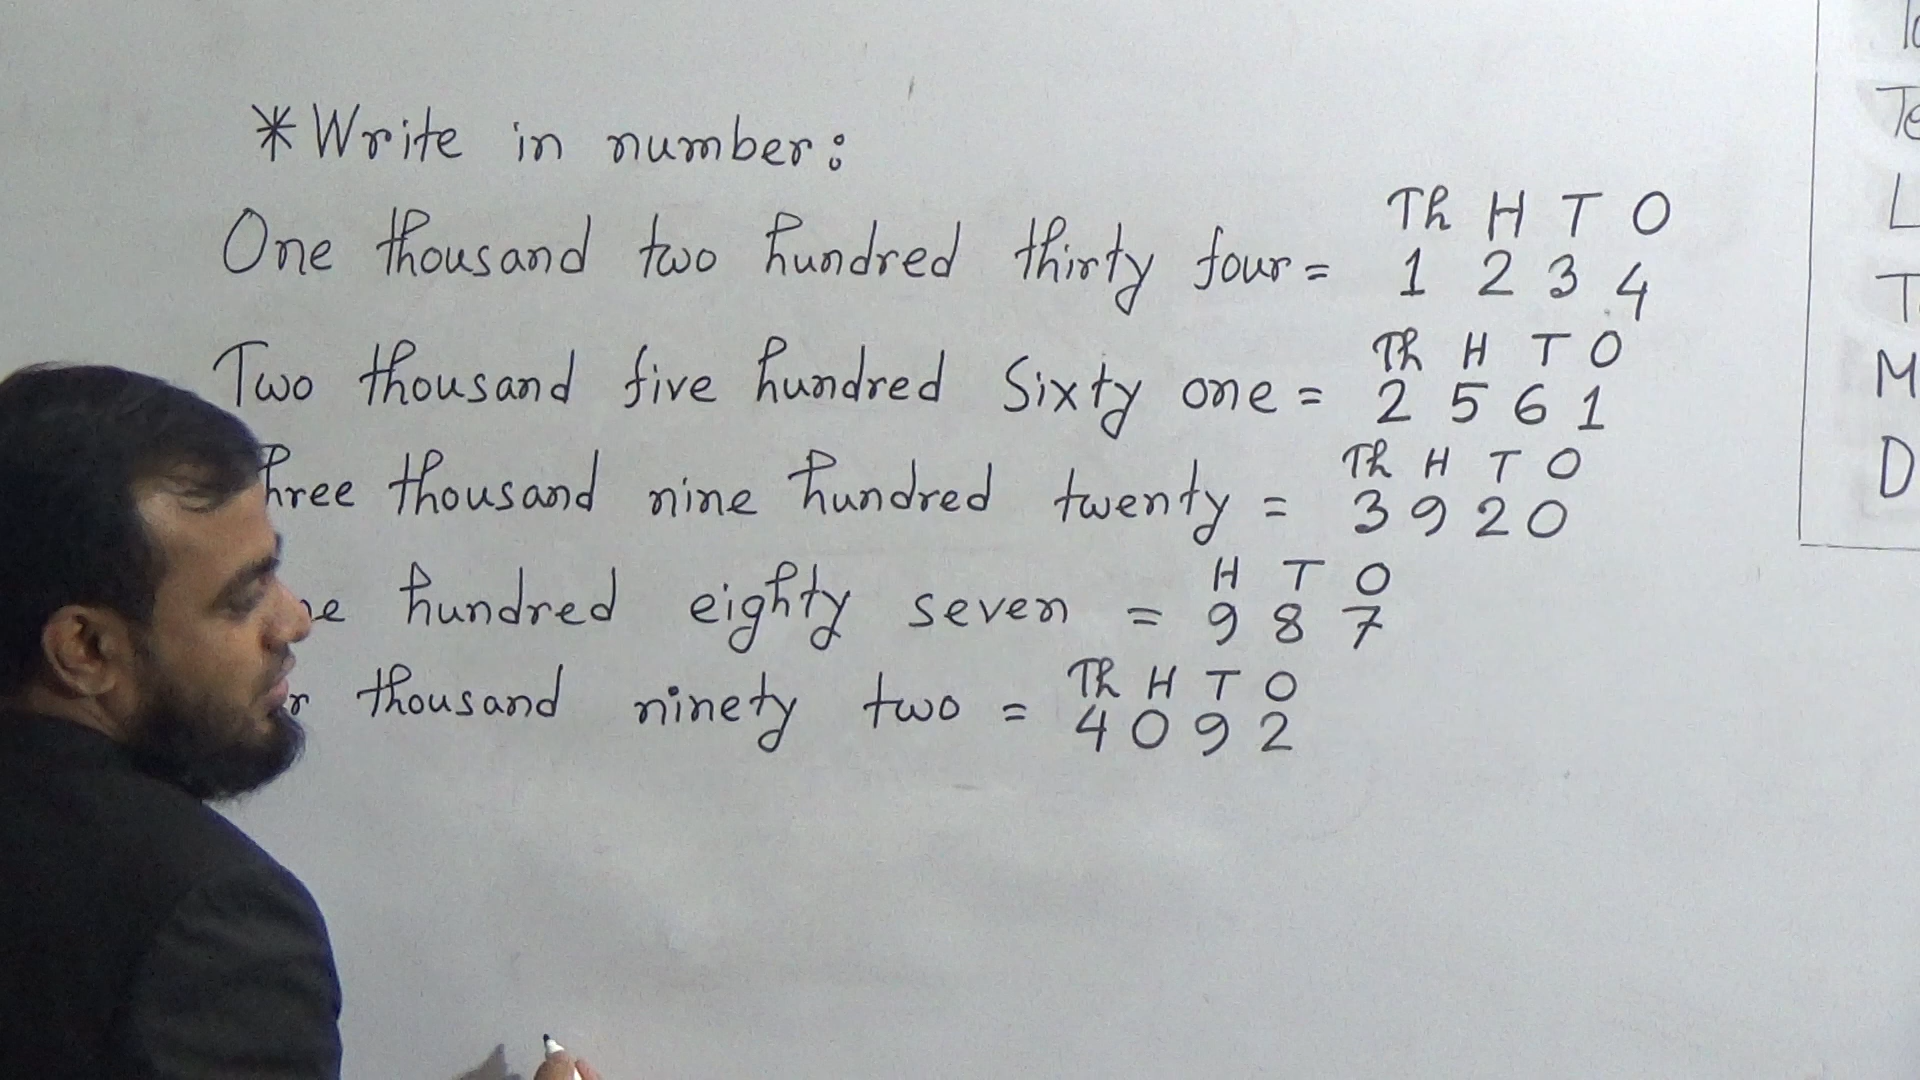 *Write in number:
Th H T O
One thousand two hundred thirty four = 1 2 3 4
Th H T O
Two thousand five hundred Sixty one = 2 5 6 1
Th H T O
hree thousand nine hundred twenty = 3 9 2 0
H T O
hundred eighty seven = 9 8 7
Th H T O
thousand ninety two = 4 0 9 2
Te
L
T
M
D